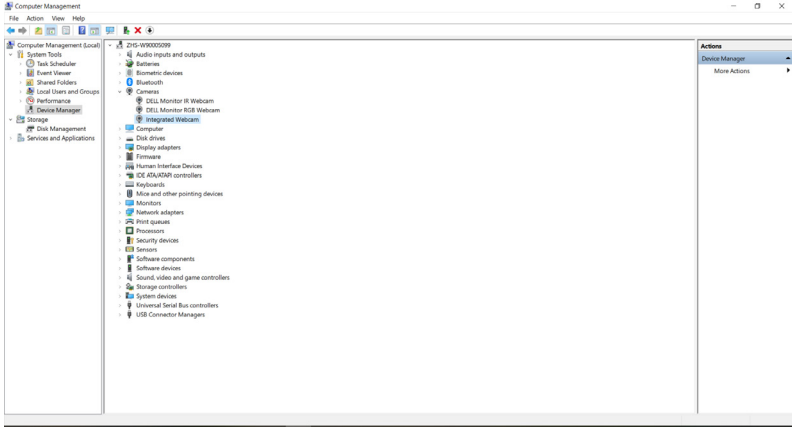 Computer Management
File Action View Help
Computer Management (Local)
System Tools
Task Scheduler
Event Viewer
Shared Folders
Local Users and Groups
Performance
Device Manager
Storage
Disk Management
Services and Applications
ZHS-W90005099
Audio inputs and outputs
Batteries
Biometric devices
Bluetooth
Cameras
DELL Monitor IR Webcam
DELL Monitor RGB Webcam
Integrated Webcam
Computer
Disk drives
Display adapters
Firmware
Human Interface Devices
IDE ATA/ATAPI controllers
Keyboards
Mice and other pointing devices
Monitors
Network adapters
Print queues
Processors
Security devices
Sensors
Software components
Software devices
Sound, video and game controllers
Storage controllers
System devices
Universal Serial Bus controllers
USB Connector Managers
Actions
Device Manager
More Actions